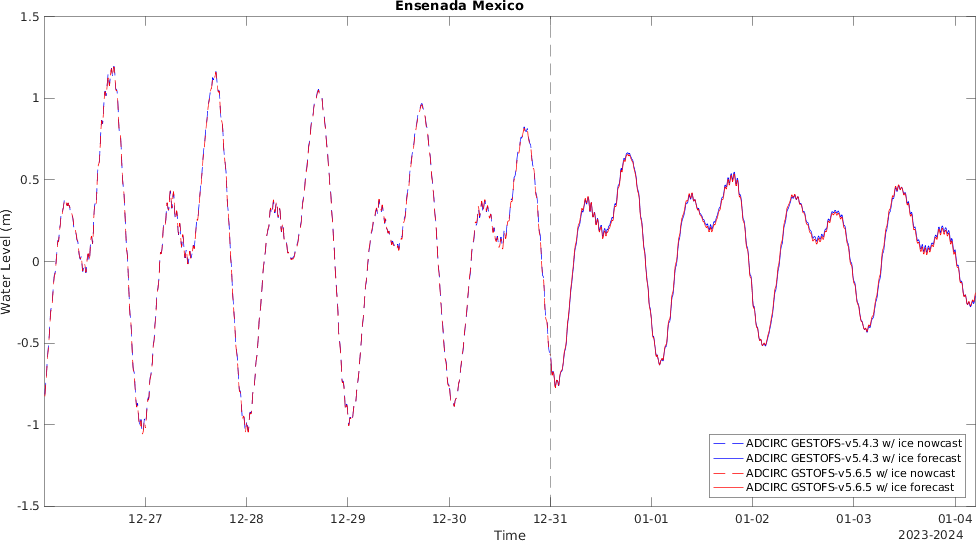 Ensenada Mexico
1.5
1
0.5
0
-0.5
-1
-1.5
Water Level (m)
ADCIRC GESTOFS-v5.4.3 w/ ice nowcast
ADCIRC GESTOFS-v5.4.3 w/ ice forecast
ADCIRC GSTOFS-v5.6.5 w/ ice nowcast
ADCIRC GSTOFS-v5.6.5 w/ ice forecast
12-27 12-28 12-29 12-30 12-31 01-01 01-02 01-03 01-04
Time
2023-2024